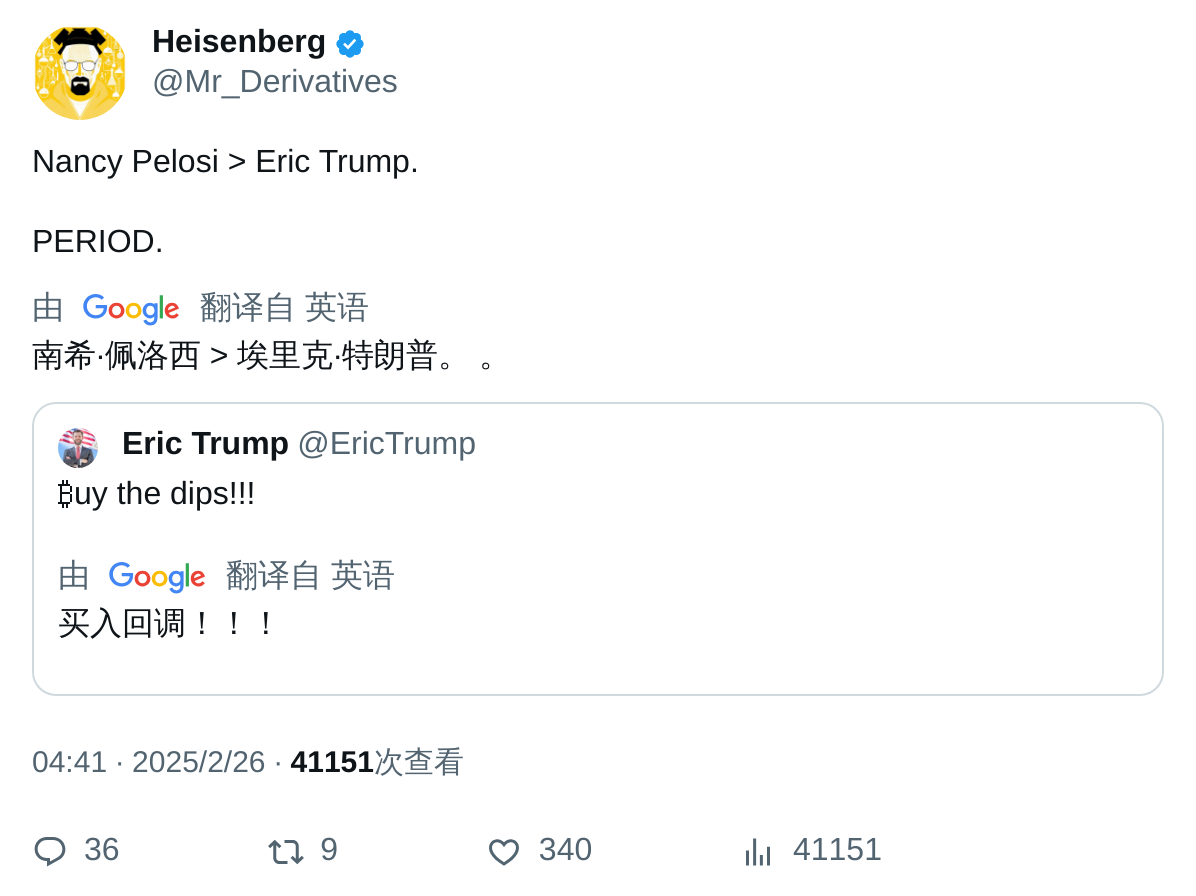 Heisenberg
@Mr_Derivatives
Nancy Pelosi > Eric Trump.
PERIOD.
由 Google 翻译自 英语
南希·佩洛西 > 埃里克·特朗普。 。
Eric Trump @EricTrump
₿uy the dips!!!
由 Google 翻译自 英语
买入回调！！！
04:41 · 2025/2/26 · 41151次查看
36 9 340 41151